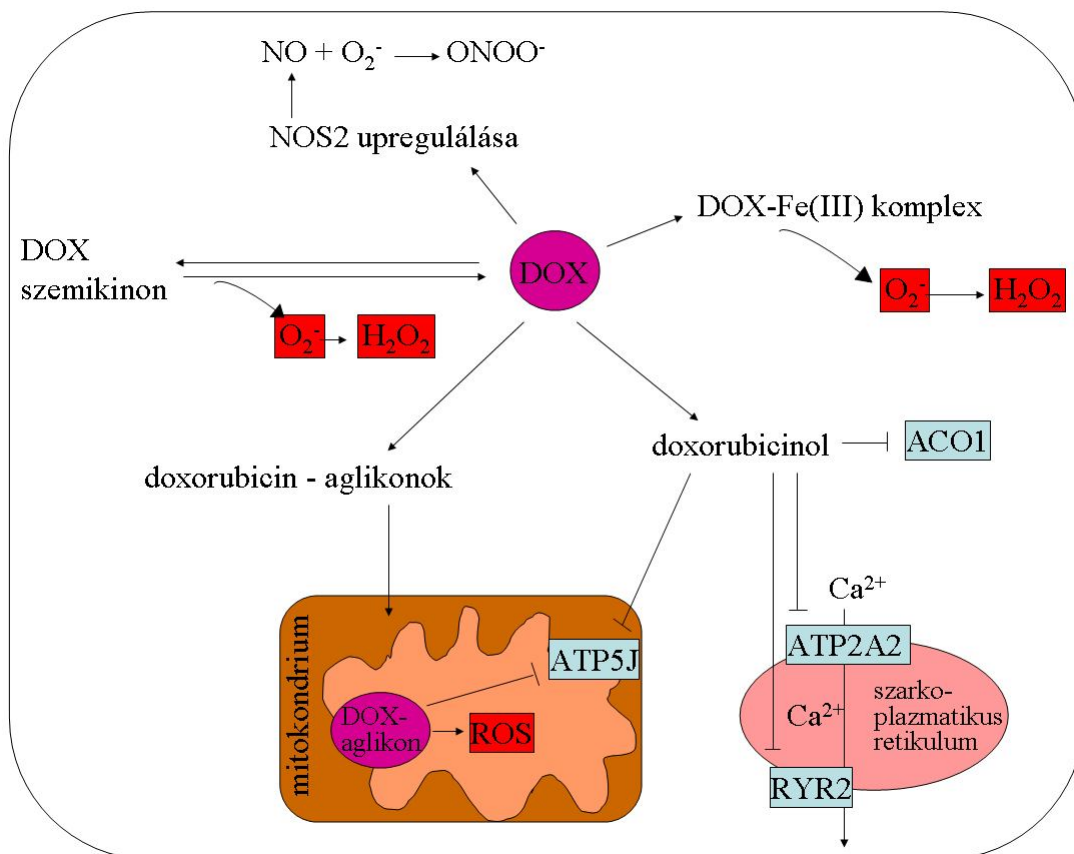 NO + O₂⁻ → ONOO⁻
NOS2 upregulálása
DOX-Fe(III) komplex
DOX
szemikinon
DOX
O₂⁻ → H₂O₂
O₂⁻ → H₂O₂
doxorubicinol
ACO1
doxorubicin - aglikonok
Ca²⁺
mitokondrium
ATP5J
ATP2A2
DOX-
aglikon
ROS
Ca²⁺
szarko-
plazmatikus
retikulum
RYR2